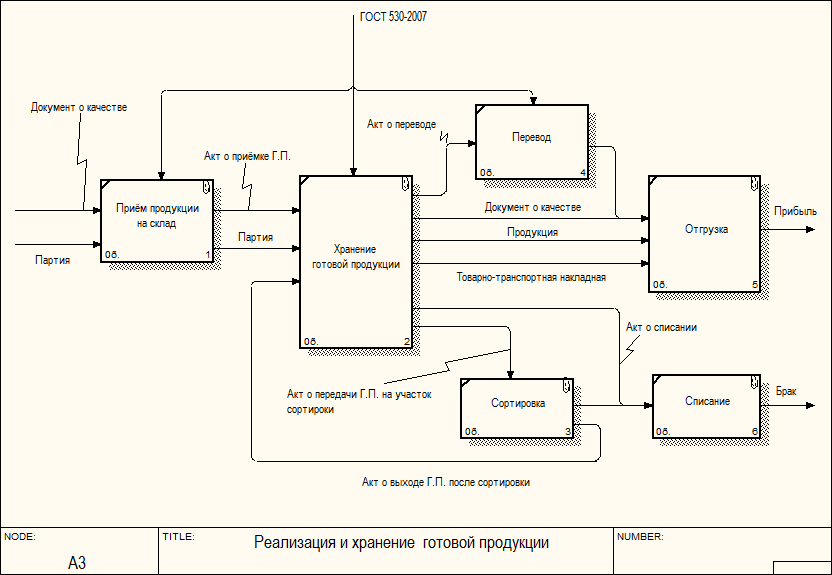 ГОСТ 530-2007
Документ о качестве
Акт о переводе
Перевод
0б.
4
Акт о приёмке Г.П.
Приём продукции
на склад
0б.
1
Партия
Партия
Хранение
готовой продукции
0б.
2
Документ о качестве
Продукция
Товарно-транспортная накладная
Отгрузка
0б.
5
Прибыль
Акт о списании
Акт о передачи Г.П. на участок
сортироки
Сортировка
0б.
3
Списание
0б.
6
Брак
Акт о выходе Г.П. после сортировки
NODE:
A3
TITLE:
Реализация и хранение готовой продукции
NUMBER: